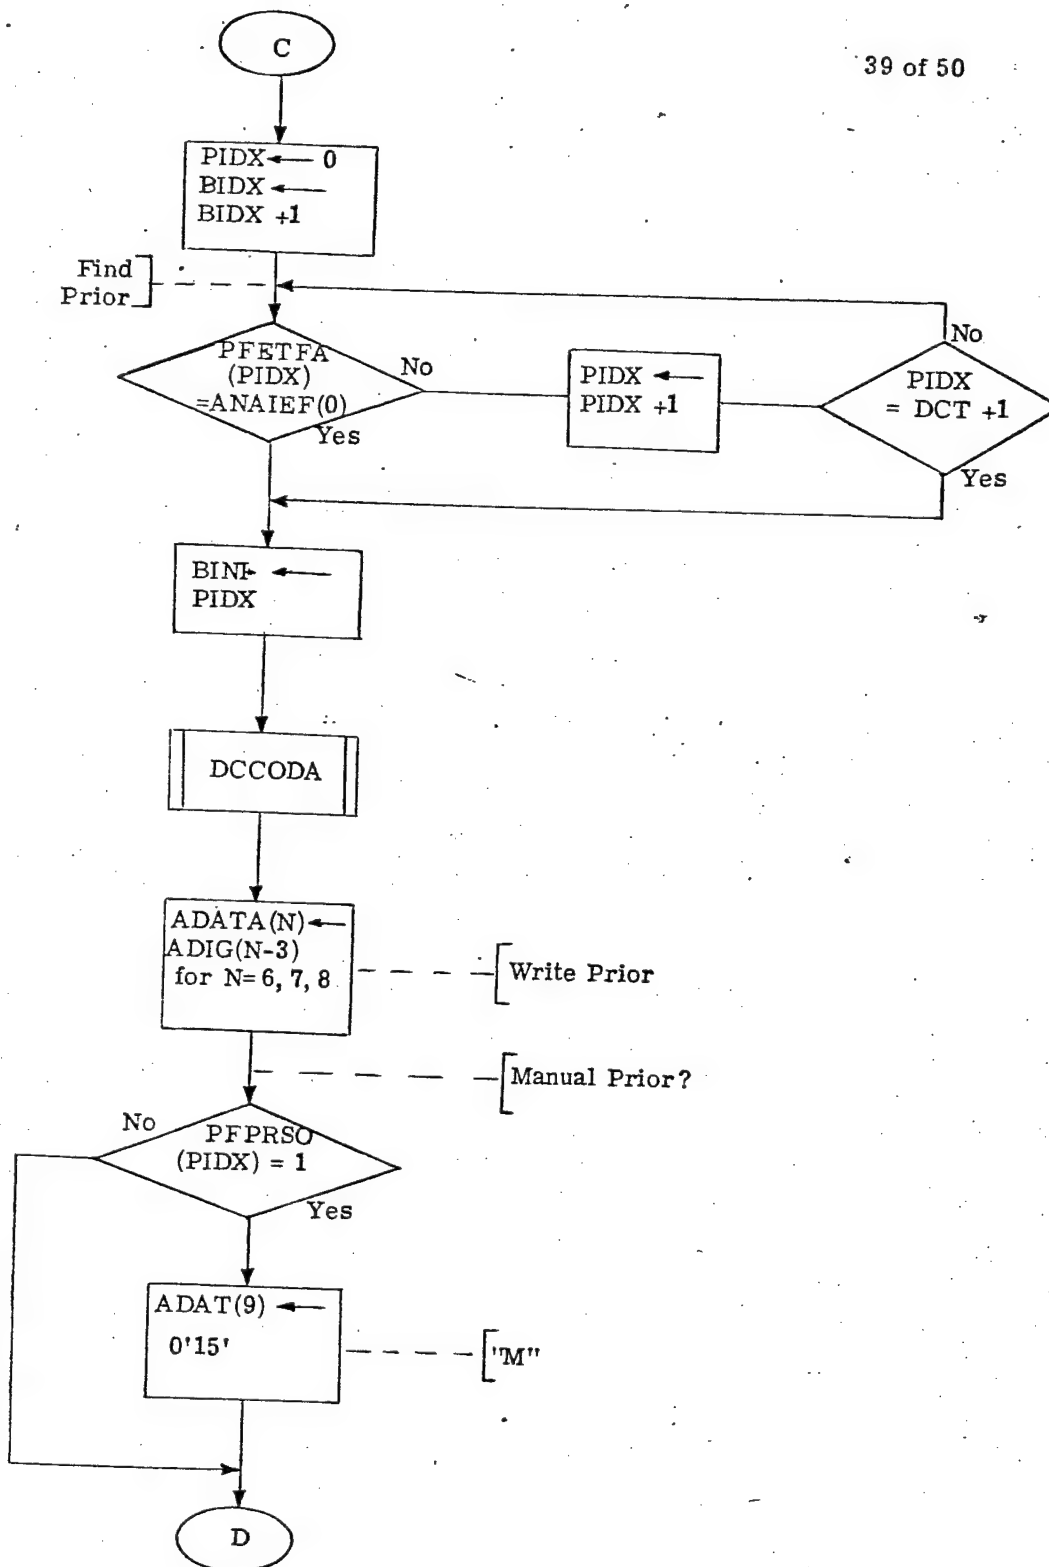 C
39 of 50
PIDX ← 0
BIDX ←
BIDX +1
Find
Prior
PFETFA
(PIDX)
=ANAIEF(0)
No
Yes
PIDX ←
PIDX +1
No
PIDX
= DCT +1
Yes
←
PIDX
DCCODA
ADATA(N) ←
ADIG(N-3)
for N= 6, 7, 8
Write Prior
Manual Prior?
No
PFPRSO
(PIDX) = 1
Yes
ADAT(9) ←
0'15'
"M"
D